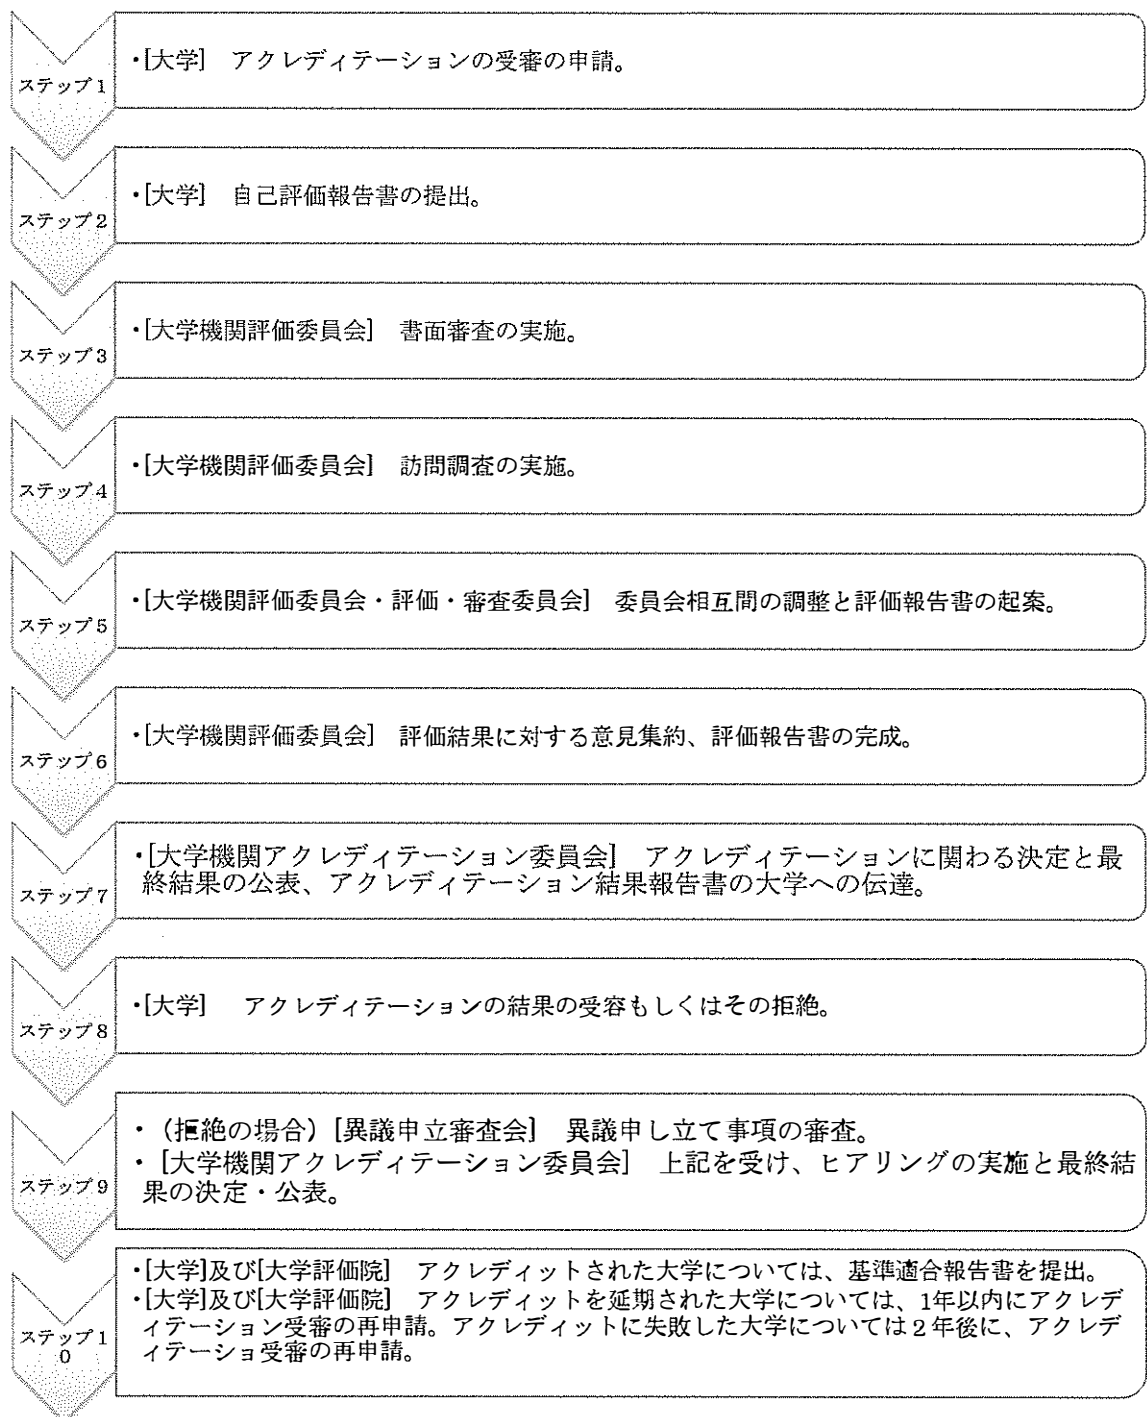 ステップ1
・[大学] アクレディテーションの受審の申請。
ステップ2
・[大学] 自己評価報告書の提出。
ステップ3
・[大学機関評価委員会] 書面審査の実施。
ステップ4
・[大学機関評価委員会] 訪問調査の実施。
ステップ5
・[大学機関評価委員会・評価・審査委員会] 委員会相互間の調整と評価報告書の起案。
ステップ6
・[大学機関評価委員会] 評価結果に対する意見集約、評価報告書の完成。
ステップ7
・[大学機関アクレディテーション委員会] アクレディテーションに関わる決定と最
終結果の公表、アクレディテーション結果報告書の大学への伝達。
ステップ8
・[大学] アクレディテーションの結果の受容もしくはその拒絶。
ステップ9
・（拒絶の場合）[異議申立審査会] 異議申し立て事項の審査。
・[大学機関アクレディテーション委員会] 上記を受け、ヒアリングの実施と最終結
果の決定・公表。
ステップ1
0
・[大学]及び[大学評価院] アクレディットされた大学については、基準適合報告書を提出。
・[大学]及び[大学評価院] アクレディットを延期された大学については、1年以内にアクレデ
ィテーション受審の再申請。アクレディットに失敗した大学については２年後に、アクレデ
ィテーショ受審の再申請。